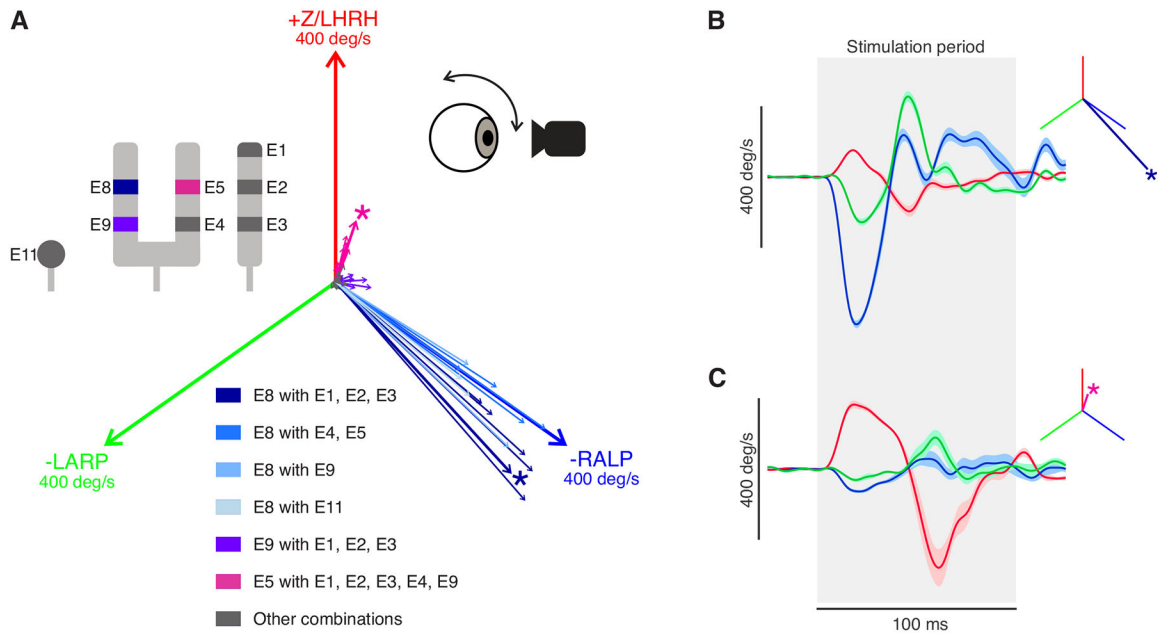 A
+Z/LHRH
400 deg/s
E1
E8
E5
E2
E9
E4
E3
E11
*
-LARP
400 deg/s
*
-RALP
400 deg/s
E8 with E1, E2, E3
E8 with E4, E5
E8 with E9
E8 with E11
E9 with E1, E2, E3
E5 with E1, E2, E3, E4, E9
Other combinations
B
Stimulation period
400 deg/s
*
C
400 deg/s
*
100 ms